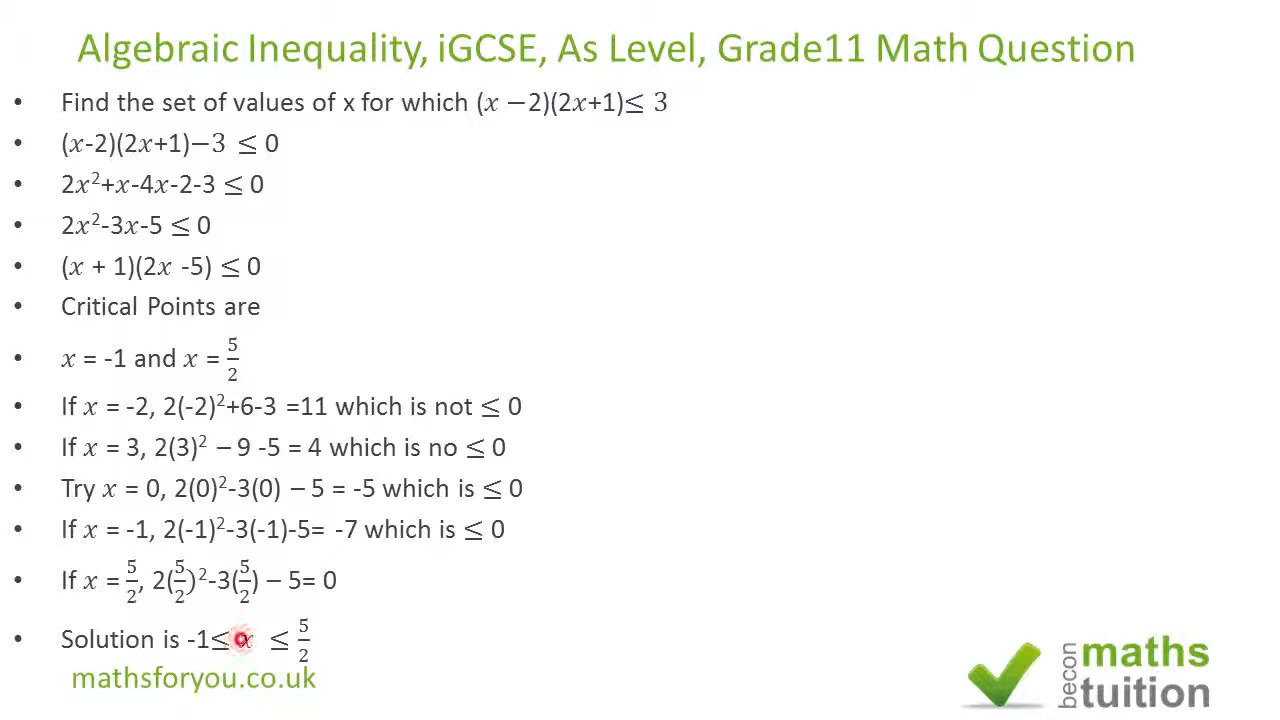 Algebraic Inequality, iGCSE, As Level, Grade11 Math Question
• Find the set of values of x for which (x −2)(2x+1)≤ 3
• (x-2)(2x+1)−3 ≤ 0
• 2x²+x-4x-2-3 ≤ 0
• 2x²-3x-5 ≤ 0
• (x + 1)(2x -5) ≤ 0
• Critical Points are
• x = -1 and x = 5/2
• If x = -2, 2(-2)²+6-3 =11 which is not ≤ 0
• If x = 3, 2(3)² – 9 -5 = 4 which is no ≤ 0
• Try x = 0, 2(0)²-3(0) – 5 = -5 which is ≤ 0
• If x = -1, 2(-1)²-3(-1)-5= -7 which is ≤ 0
• If x = 5/2, 2(5/2)²-3(5/2) – 5= 0
• Solution is -1≤ x ≤ 5/2
mathsforyou.co.uk
becon maths tuition